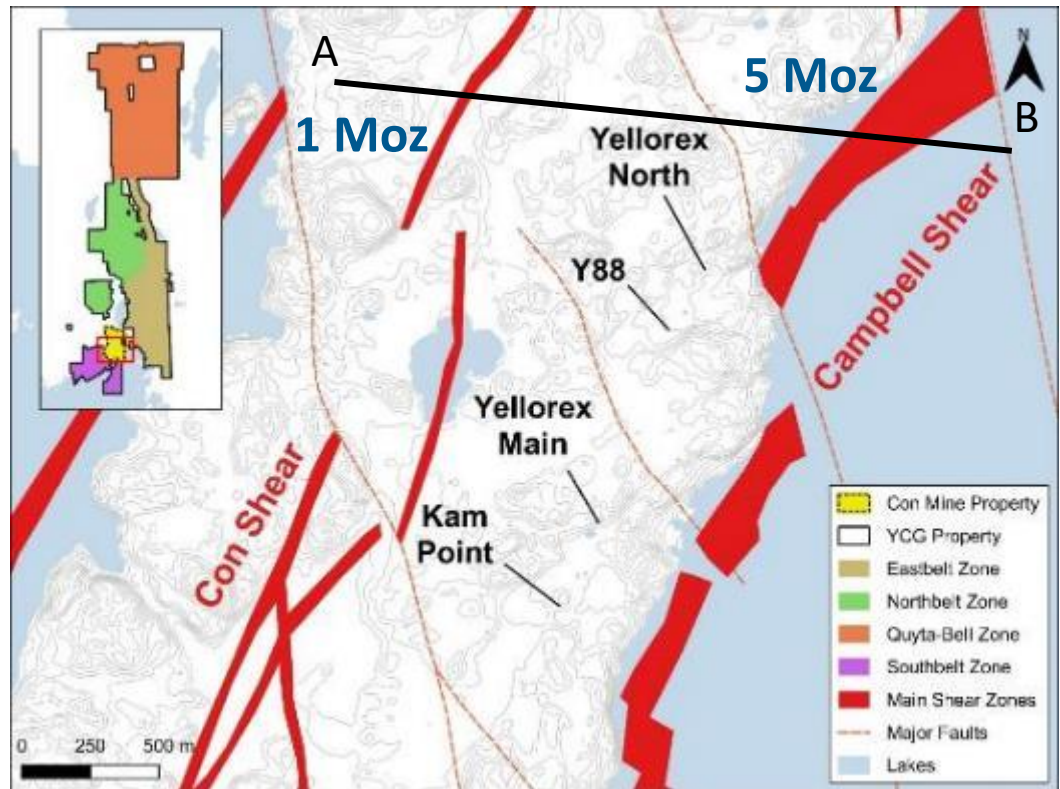 A
5 Moz
N
1 Moz
B
Yellorex
North
Y88
Campbell Shear
Yellorex
Main
Con Shear
Kam
Point
0 250 500 m
Con Mine Property
YCG Property
Eastbelt Zone
Northbelt Zone
Quyta-Bell Zone
Southbelt Zone
Main Shear Zones
Major Faults
Lakes